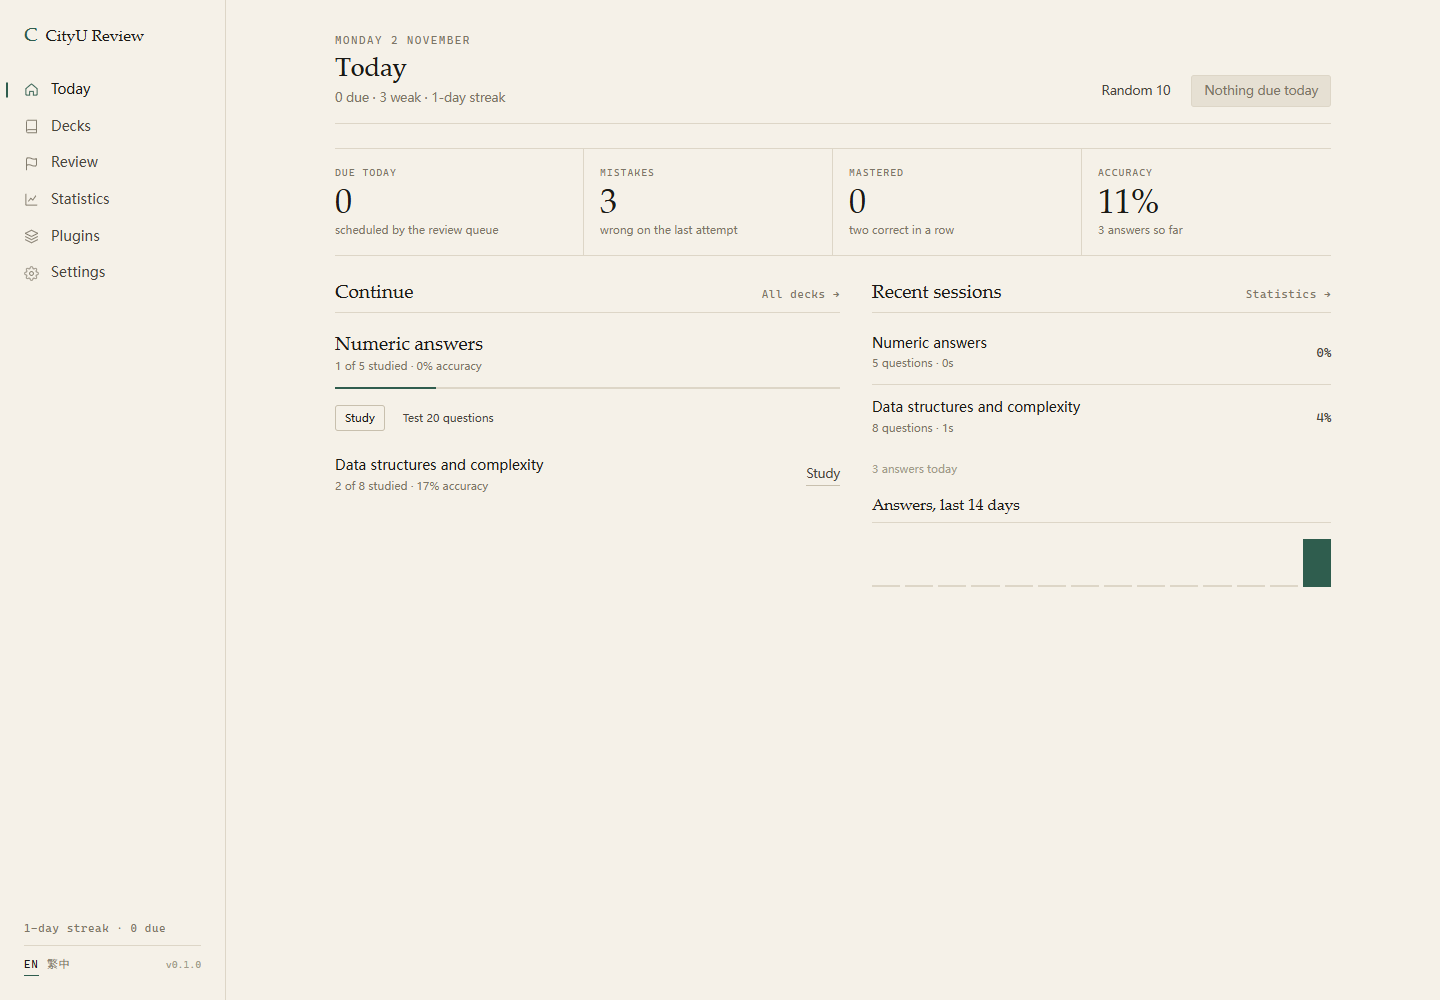 C CityU Review
Today
Decks
Review
Statistics
Plugins
Settings
1-day streak · 0 due
EN 繁中 v0.1.0
MONDAY 2 NOVEMBER
Today
0 due · 3 weak · 1-day streak
Random 10 Nothing due today
DUE TODAY
0
scheduled by the review queue
MISTAKES
3
wrong on the last attempt
MASTERED
0
two correct in a row
ACCURACY
11%
3 answers so far
Continue All decks →
Numeric answers
1 of 5 studied · 0% accuracy
Study Test 20 questions
Data structures and complexity
2 of 8 studied · 17% accuracy
Study
Recent sessions Statistics →
Numeric answers
5 questions · 0s
0%
Data structures and complexity
8 questions · 1s
4%
3 answers today
Answers, last 14 days